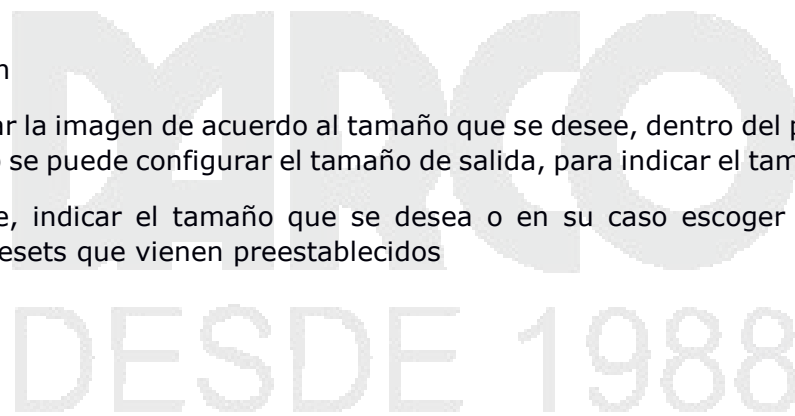 DARCO
n
ar la imagen de acuerdo al tamaño que se desee, dentro del p
o se puede configurar el tamaño de salida, para indicar el tam
e, indicar el tamaño que se desea o en su caso escoger
esets que vienen preestablecidos
DESDE 1988